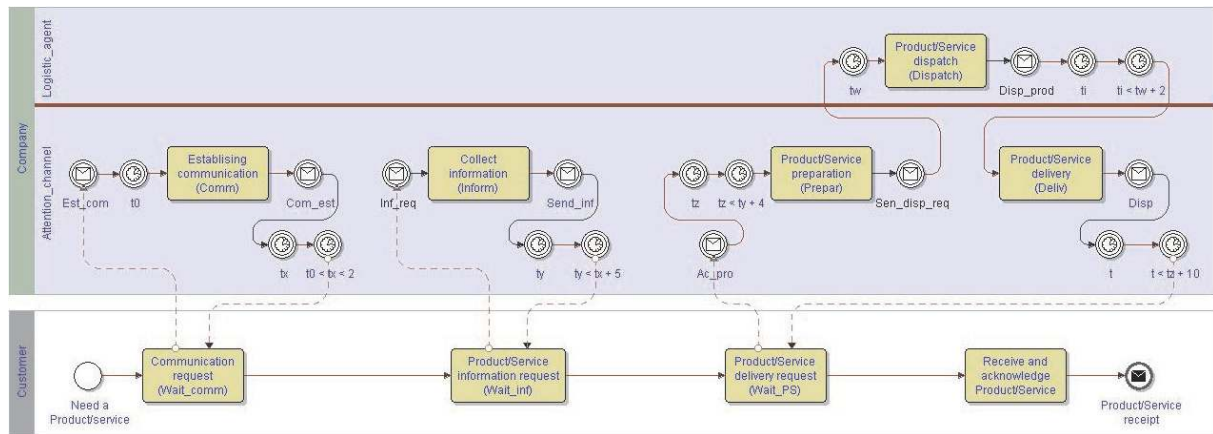 Company
Logistic_agent
tw
Product/Service
dispatch
(Dispatch)
Disp_prod
ti
ti < tw + 2
Attention_channel
Est_com
t0
Establising
communication
(Comm)
Com_est
tx
t0 < tx < 2
Inf_req
Collect
information
(Inform)
Send_inf
ty
ty < tx + 5
tz
tz < ty + 4
Ac_pro
Product/Service
preparation
(Prepar)
Sen_disp_req
Product/Service
delivery
(Deliv)
Disp
t
t < tz + 10
Customer
Need a
Product/service
Communication
request
(Wait_comm)
Product/Service
information request
(Wait_inf)
Product/Service
delivery request
(Wait_PS)
Receive and
acknowledge
Product/Service
Product/Service
receipt